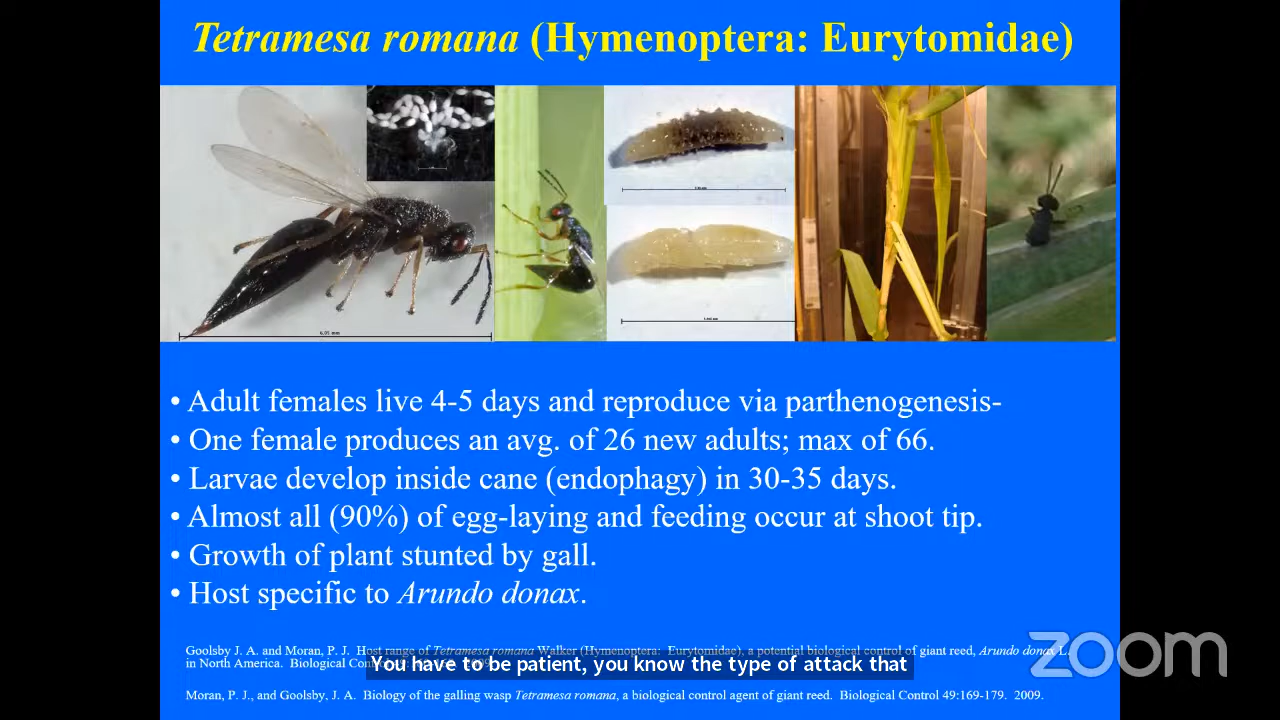 Tetramesa romana (Hymenoptera: Eurytomidae)
6.05 mm
• Adult females live 4-5 days and reproduce via parthenogenesis-
• One female produces an avg. of 26 new adults; max of 66.
• Larvae develop inside cane (endophagy) in 30-35 days.
• Almost all (90%) of egg-laying and feeding occur at shoot tip.
• Growth of plant stunted by gall.
• Host specific to Arundo donax.
Goolsby J. A. and Moran, P. J. Host range of Tetramesa romana Walker (Hymenoptera: Eurytomidae), a potential biological control of giant reed, Arundo donax L.
in North America. Biological
You have to be patient, you know the type of attack that
Moran, P. J., and Goolsby, J. A. Biology of the galling wasp Tetramesa romana, a biological control agent of giant reed. Biological Control 49:169-179. 2009.
zoom